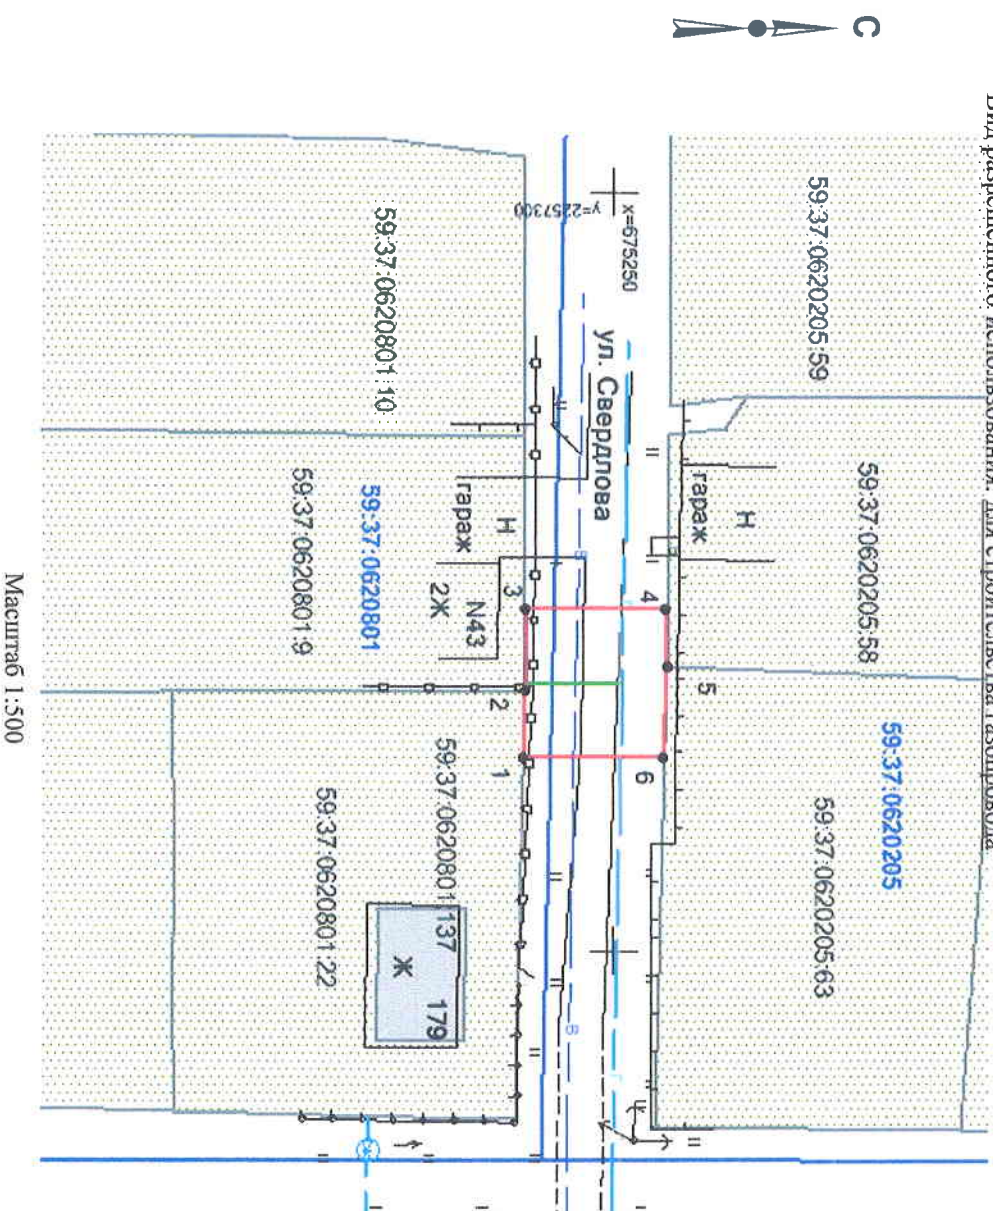 Вид разрешенного использования: для строительства газопровода
С
59:37:0620205:59
59:37:0620205:58
59:37:0620205
59:37:0620205:63
Н
гараж
x=675250
y=2257300
ул. Свердлова
4
5
6
В
В
3
2
1
59:37:0620801:10
Н
гараж
N43
2Ж
59:37:0620801
59:37:0620801:9
59:37:0620801:137
179
Ж
59:37:0620801:22
Масштаб 1:500